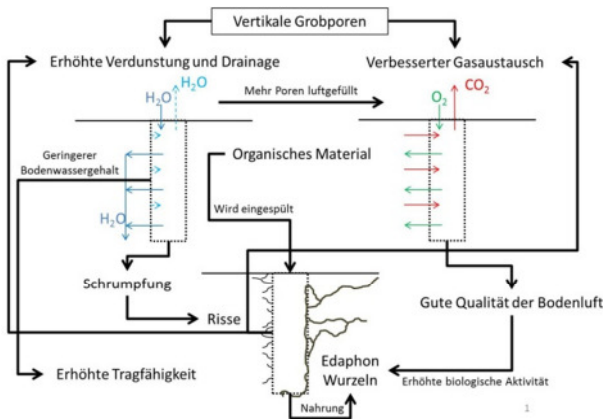 Vertikale Grobporen
Erhöhte Verdunstung und Drainage
Verbesserter Gasaustausch
H₂O
H₂O
Mehr Poren luftgefüllt
O₂
CO₂
Geringerer
Bodenwassergehalt
Organisches Material
H₂O
Wird eingespült
Schrumpfung
Risse
Gute Qualität der Bodenluft
Edaphon
Wurzeln
Erhöhte Tragfähigkeit
Erhöhte biologische Aktivität
Nahrung
1